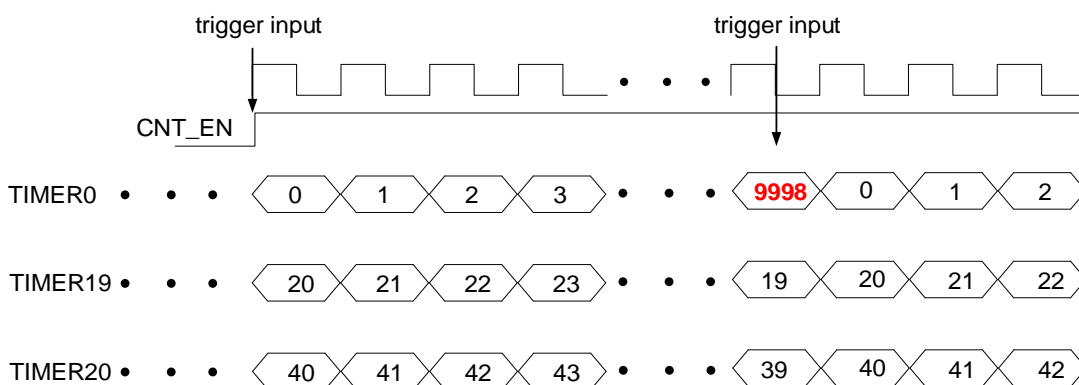 trigger input trigger input
CNT_EN
TIMER0 0 1 2 3 9998 0 1 2
TIMER19 20 21 22 23 19 20 21 22
TIMER20 40 41 42 43 39 40 41 42